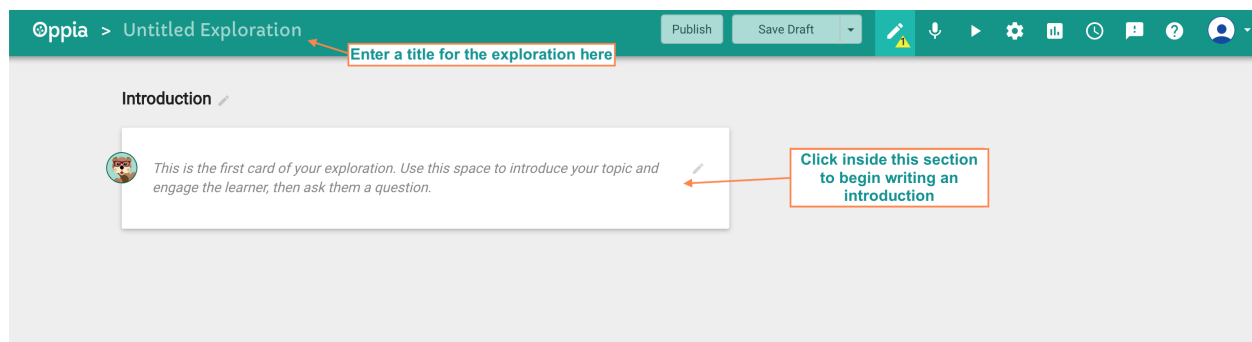 Oppia > Untitled Exploration
Publish
Save Draft
1
Enter a title for the exploration here
Introduction
This is the first card of your exploration. Use this space to introduce your topic and
engage the learner, then ask them a question.
Click inside this section
to begin writing an
introduction